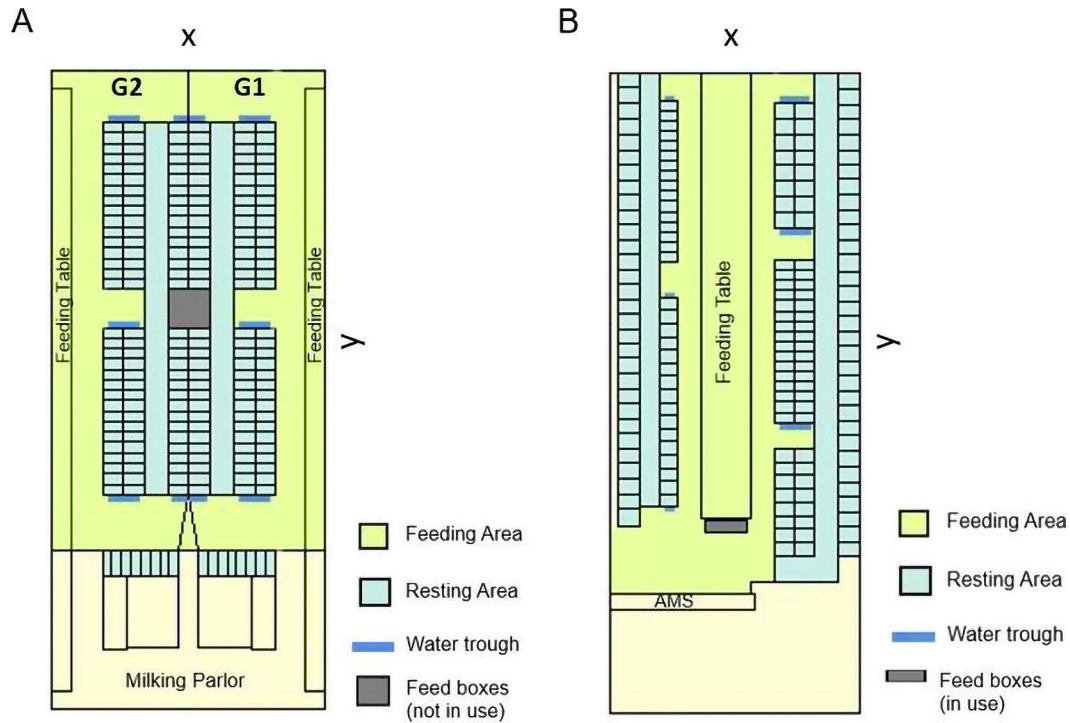 A
x
G2
G1
Feeding Table
Feeding Table
y
Milking Parlor
Feeding Area
Resting Area
Water trough
Feed boxes
(not in use)
B
x
Feeding Table
y
AMS
Feeding Area
Resting Area
Water trough
Feed boxes
(in use)